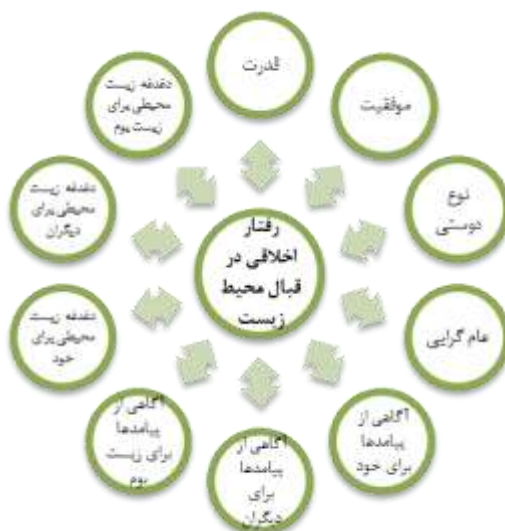 قدرت
موفقیت
نوع
دوستی
عام گرایی
آگاهی از
پیامدها
برای خود
آگاهی از
پیامدها
برای
دیگران
آگاهی از
پیامدها
برای زیست
بوم
دغدغه زیست
محیطی برای
خود
دغدغه زیست
محیطی برای
دیگران
دغدغه زیست
محیطی برای
زیست بوم
رفتار
اخلاقی در
قبال محیط
زیست